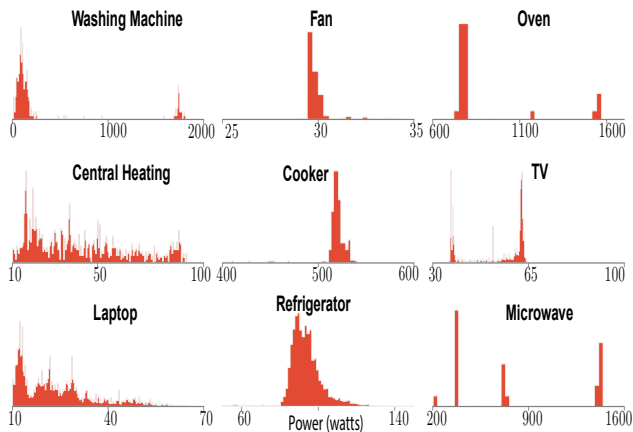 Washing Machine Fan Oven
0 1000 2000 25 30 35 600 1100 1600
Central Heating Cooker TV
10 50 100 400 500 600 30 65 100
Laptop Refrigerator Microwave
10 40 70 60 140 200 900 1600
Power (watts)